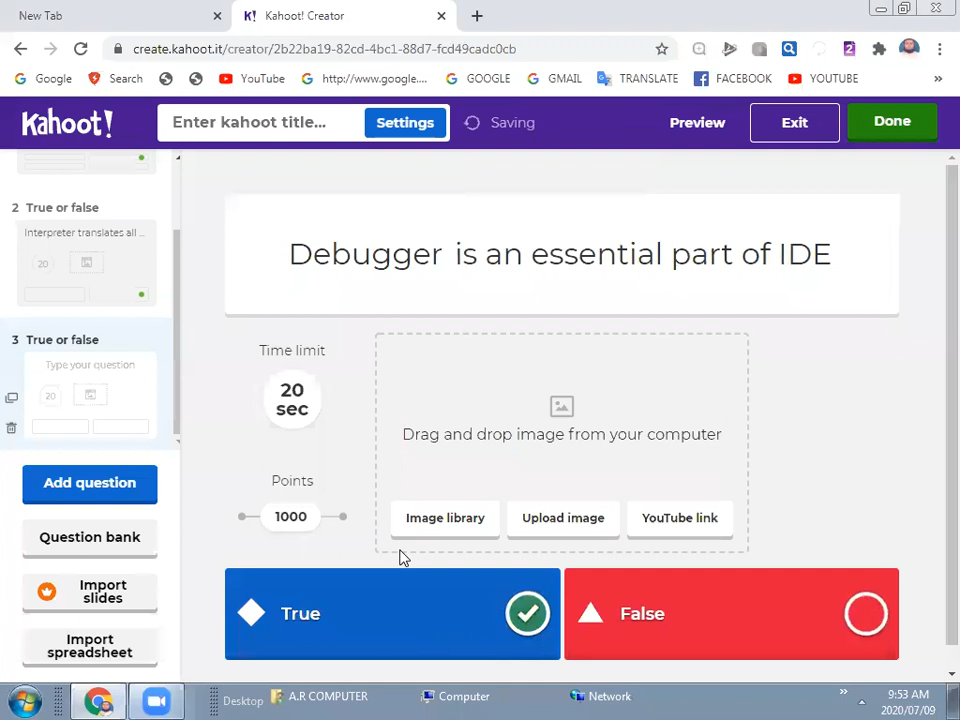 New Tab
Kahoot! Creator
create.kahoot.it/creator/2b22ba19-82cd-4bc1-88d7-fcd49cadc0cb
2
Google
Search
YouTube
http://www.google....
GOOGLE
GMAIL
TRANSLATE
FACEBOOK
YOUTUBE
»
Kahoot!
Enter kahoot title...
Settings
Saving
Preview
Exit
Done
2 True or false
Interpreter translates all ...
20
3 True or false
Type your question
20
Add question
Question bank
Import slides
Import spreadsheet
Debugger is an essential part of IDE
Time limit
20
sec
Points
1000
Drag and drop image from your computer
Image library
Upload image
YouTube link
True
False
Desktop
A.R COMPUTER
Computer
Network
»
9:53 AM
2020/07/09